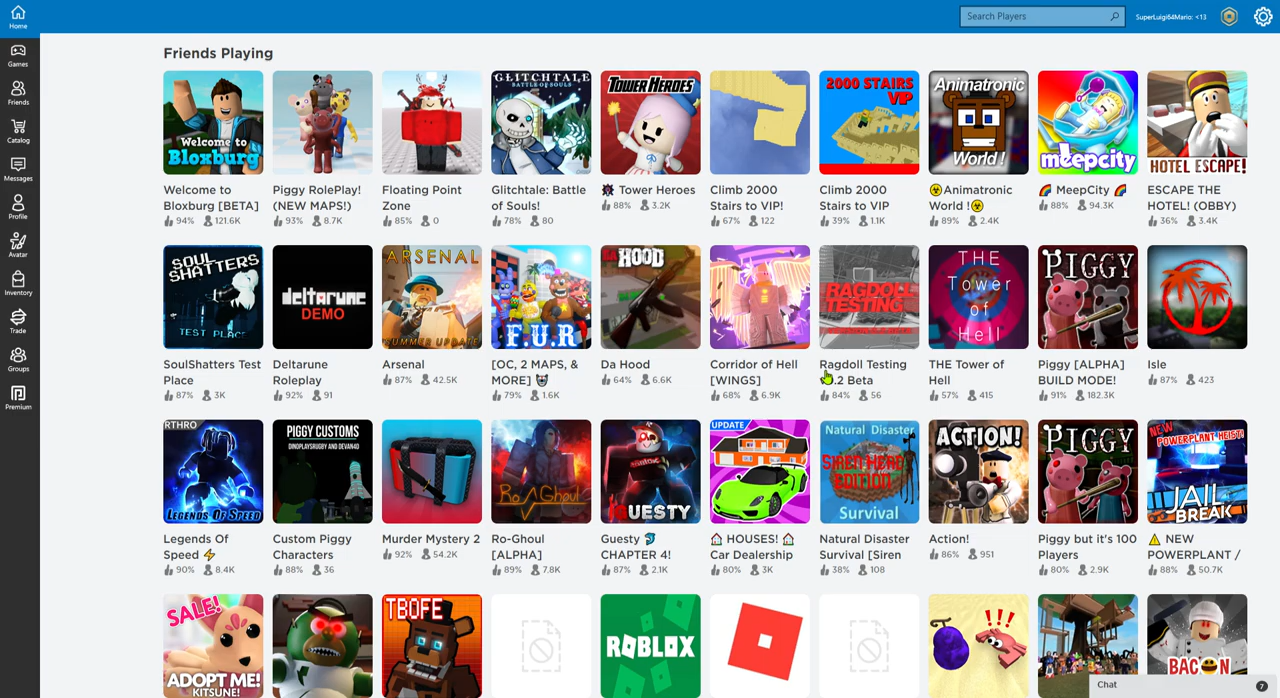 Search Players
SuperLuigi64Mario: <13
Home
Games
Friends
Catalog
Messages
Profile
Avatar
Inventory
Trade
Groups
Premium
Friends Playing
Welcome to
Bloxburg
GLITCHTALE
BATTLE OF SOULS
TOWER HEROES
2000 STAIRS
VIP
Animatronic
World !
meepcity
HOTEL ESCAPE!
Welcome to
Bloxburg [BETA]
94% 121.6K
Piggy RolePlay!
(NEW MAPS!)
93% 8.7K
Floating Point
Zone
85% 0
Glitchtale: Battle
of Souls!
78% 80
Tower Heroes
88% 3.2K
Climb 2000
Stairs to VIP!
67% 122
Climb 2000
Stairs to VIP
39% 1.1K
☣Animatronic
World !☣
89% 2.4K
🌈 MeepCity 🌈
88% 94.3K
ESCAPE THE
HOTEL! (OBBY)
36% 3.4K
SOUL
SHATTERS
TEST PLACE
deltarune
DEMO
ARSENAL
SUMMER UPDATE
F.U.R
DA HOOD
RAGDOLL
TESTING
THE
Tower
of
Hell
PIGGY
SoulShatters Test
Place
87% 3K
Deltarune
Roleplay
92% 91
Arsenal
87% 42.5K
[OC, 2 MAPS, &
MORE]
79% 1.6K
Da Hood
64% 6.6K
Corridor of Hell
[WINGS]
68% 6.9K
Ragdoll Testing
.2 Beta
84% 56
THE Tower of
Hell
57% 415
Piggy [ALPHA]
BUILD MODE!
91% 182.3K
Isle
87% 423
RTHRO
LEGENDS OF SPEED
PIGGY CUSTOMS
DINOPLAYSRUGBY AND DEVAN4D
Ro Ghoul
GUESTY
UPDATE
Natural Disaster
SIREN HEAD
EDITION
Survival
ACTION!
PIGGY
NEW
POWERPLANT HEIST!
JAIL
BREAK
Legends Of
Speed ⚡
90% 8.4K
Custom Piggy
Characters
88% 36
Murder Mystery 2
92% 54.2K
Ro-Ghoul
[ALPHA]
89% 7.8K
Guesty
CHAPTER 4!
87% 2.1K
🏠 HOUSES! 🏠
Car Dealership
80% 3K
Natural Disaster
Survival [Siren
38% 108
Action!
86% 951
Piggy but it's 100
Players
80% 2.9K
⚠ NEW
POWERPLANT /
88% 50.7K
SALE!
ADOPT ME!
KITSUNE!
TBOFE
ROBLOX
!!!
BACON
Chat
7